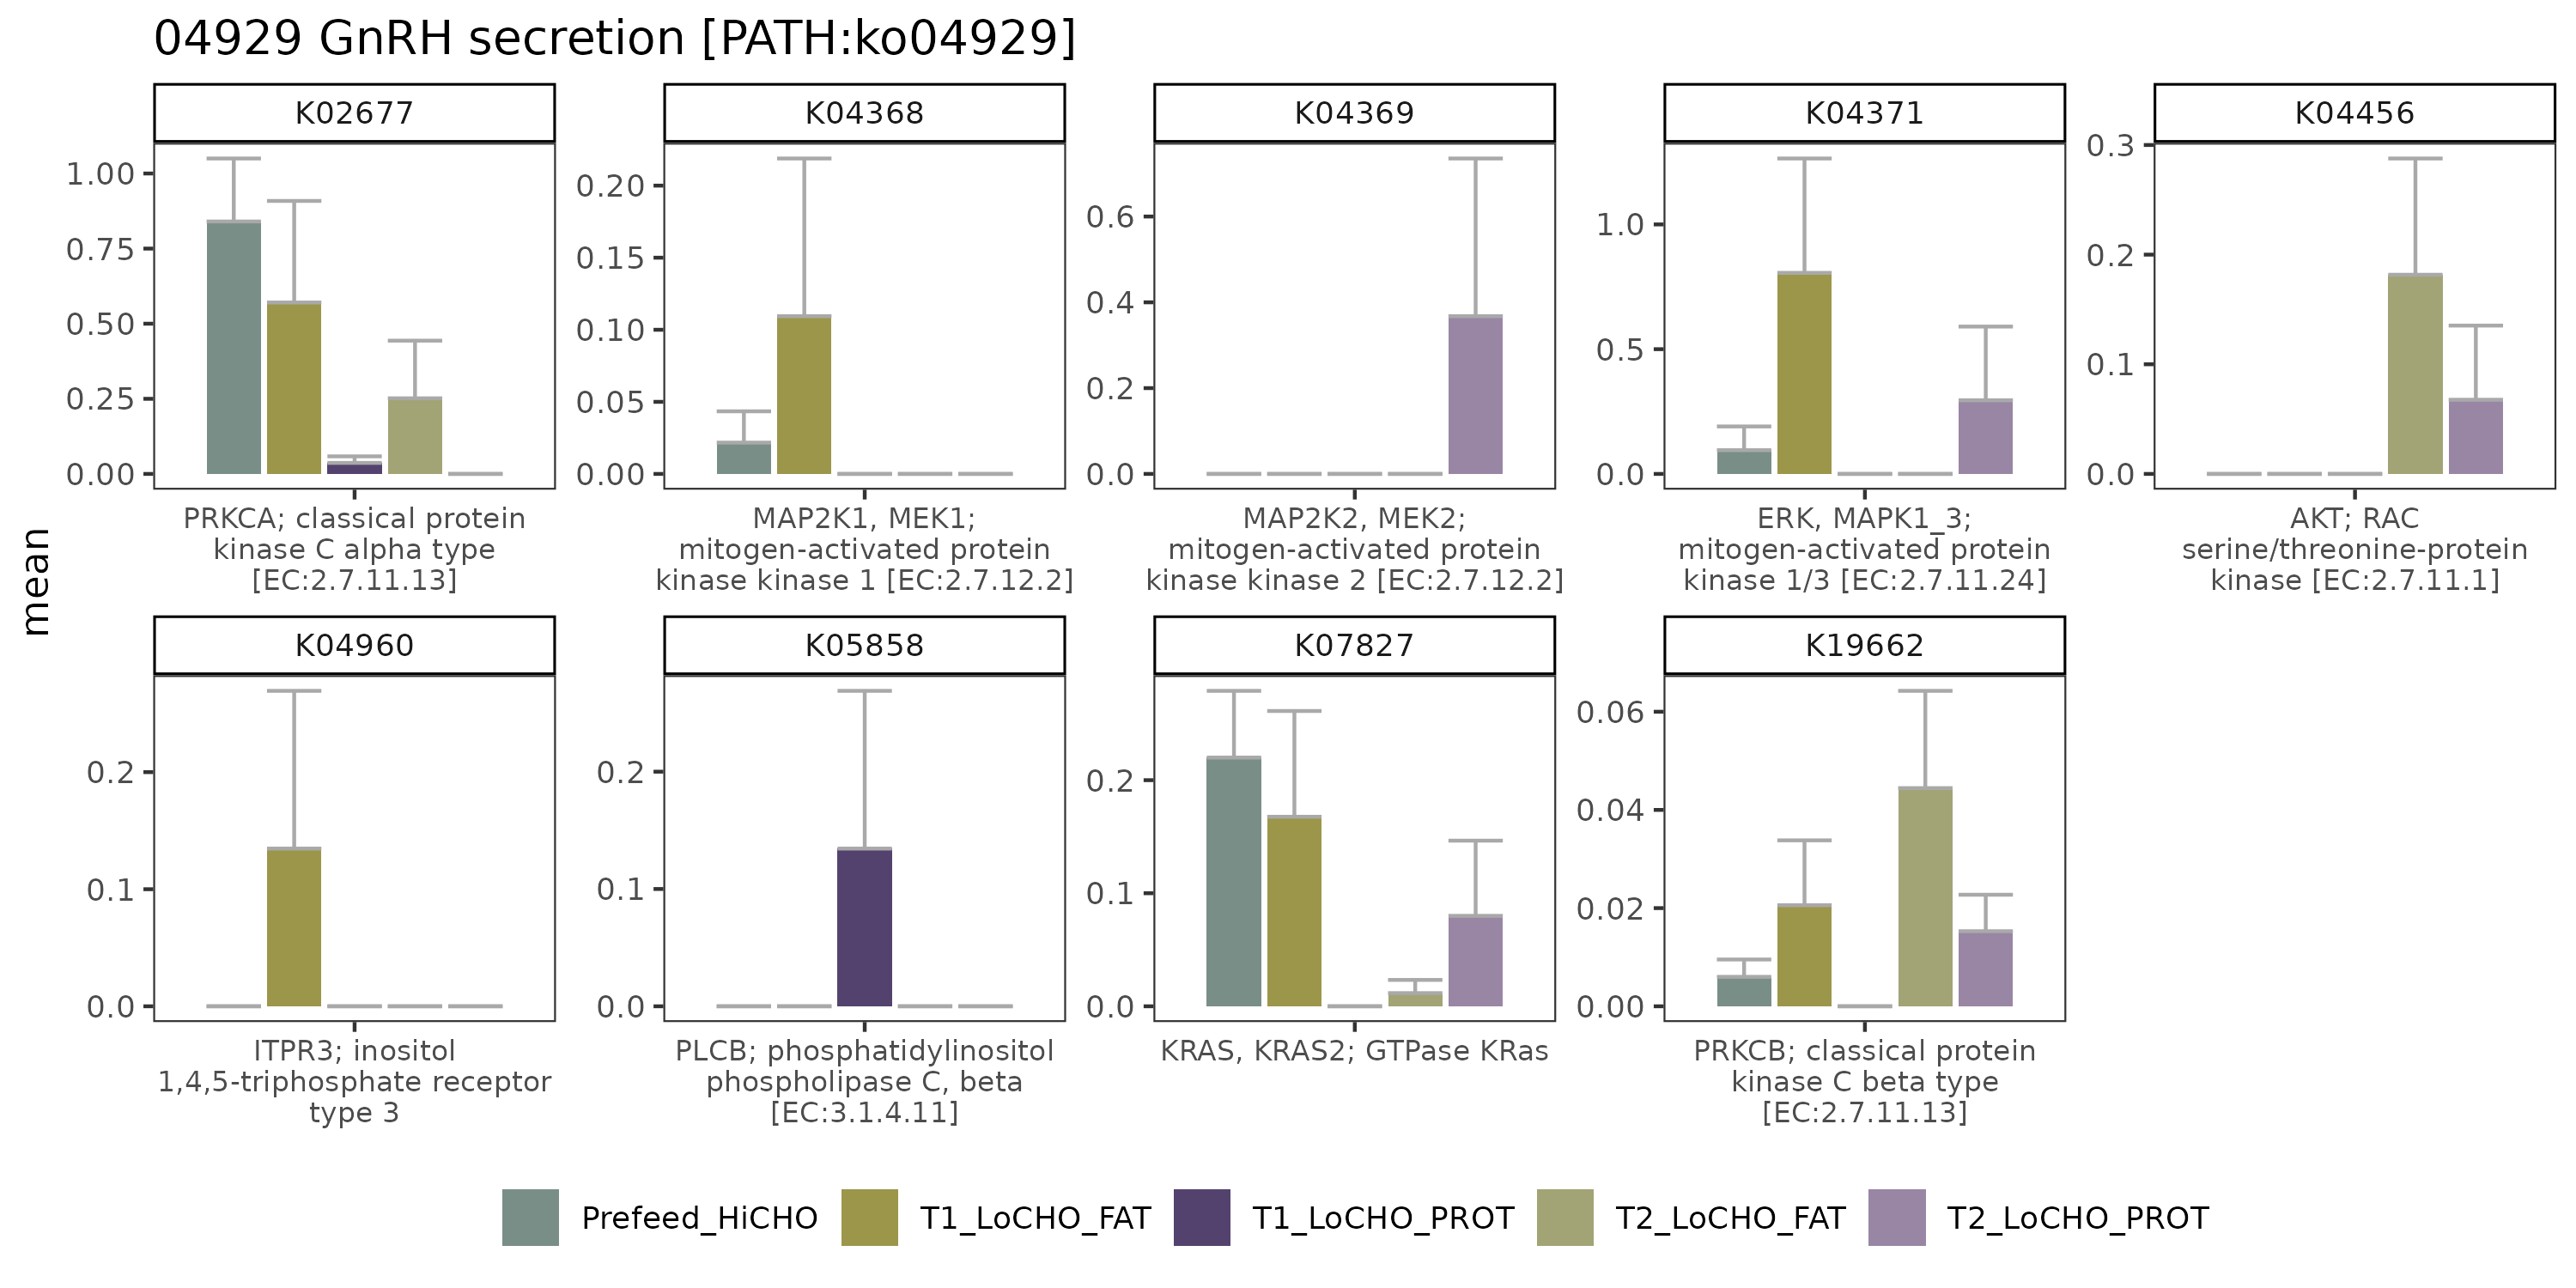 04929 GnRH secretion [PATH:ko04929]
mean
K02677
1.00
0.75
0.50
0.25
0.00
PRKCA; classical protein
kinase C alpha type
[EC:2.7.11.13]
K04368
0.20
0.15
0.10
0.05
0.00
MAP2K1, MEK1;
mitogen-activated protein
kinase kinase 1 [EC:2.7.12.2]
K04369
0.6
0.4
0.2
0.0
MAP2K2, MEK2;
mitogen-activated protein
kinase kinase 2 [EC:2.7.12.2]
K04371
1.0
0.5
0.0
ERK, MAPK1_3;
mitogen-activated protein
kinase 1/3 [EC:2.7.11.24]
K04456
0.3
0.2
0.1
0.0
AKT; RAC
serine/threonine-protein
kinase [EC:2.7.11.1]
K04960
0.2
0.1
0.0
ITPR3; inositol
1,4,5-triphosphate receptor
type 3
K05858
0.2
0.1
0.0
PLCB; phosphatidylinositol
phospholipase C, beta
[EC:3.1.4.11]
K07827
0.2
0.1
0.0
KRAS, KRAS2; GTPase KRas
K19662
0.06
0.04
0.02
0.00
PRKCB; classical protein
kinase C beta type
[EC:2.7.11.13]
Prefeed_HiCHO
T1_LoCHO_FAT
T1_LoCHO_PROT
T2_LoCHO_FAT
T2_LoCHO_PROT